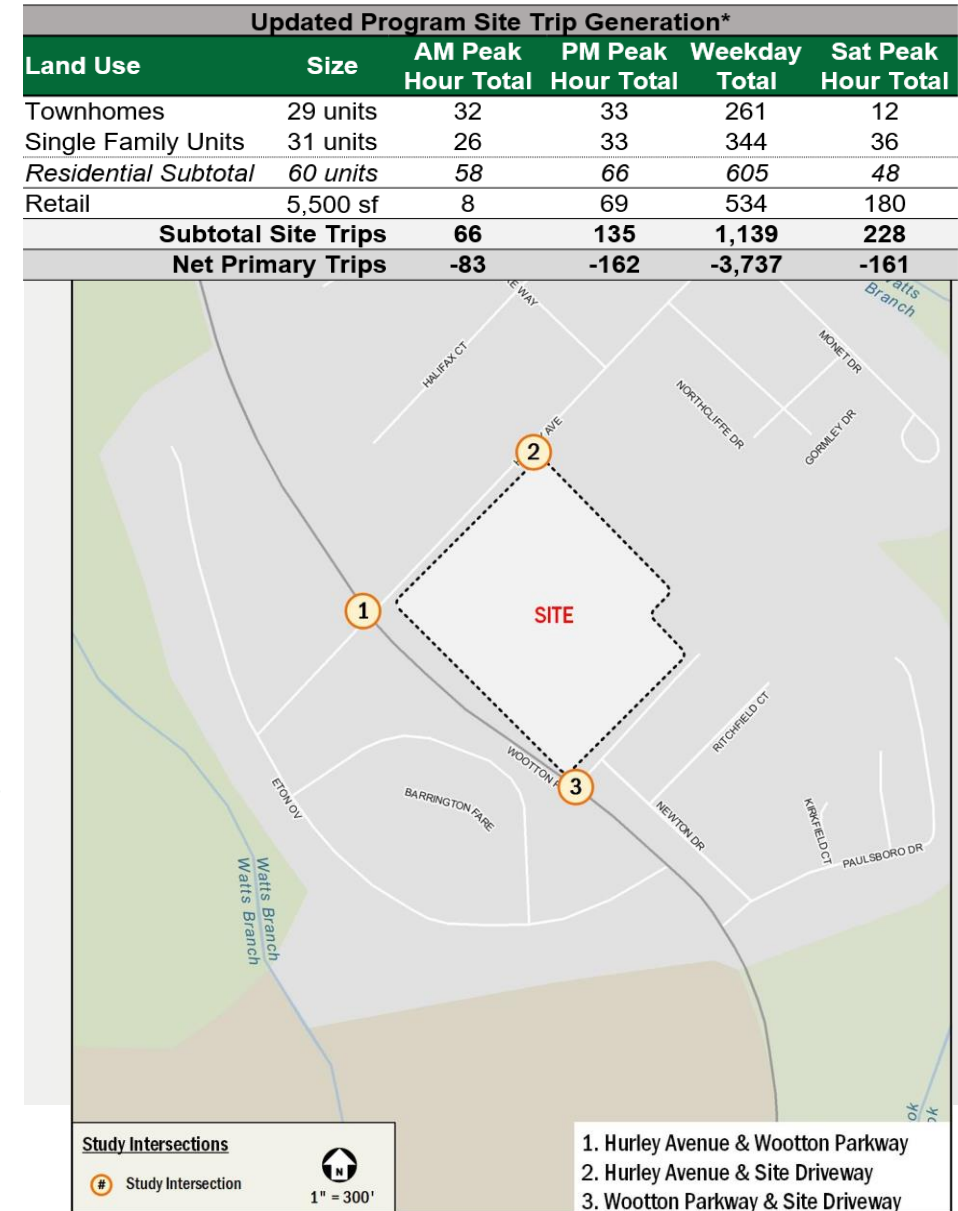 Updated Program Site Trip Generation*
Land Use Size AM Peak Hour Total PM Peak Hour Total Weekday Total Sat Peak Hour Total
Townhomes 29 units 32 33 261 12
Single Family Units 31 units 26 33 344 36
Residential Subtotal 60 units 58 66 605 48
Retail 5,500 sf 8 69 534 180
Subtotal Site Trips 66 135 1,139 228
Net Primary Trips -83 -162 -3,737 -161
Branch
WAY
HALIFAX CT
MONET DR
NORTHCLIFFE DR
GORMLEY DR
AVE
2
1
SITE
WOOTTON
3
RITCHFIELD CT
ETON OV
BARRINGTON FARE
NEWTON DR
KIRKFIELD CT
PAULSBORO DR
Watts Branch
Watts Branch
Study Intersections
# Study Intersection
N
1" = 300'
1. Hurley Avenue & Wootton Parkway
2. Hurley Avenue & Site Driveway
3. Wootton Parkway & Site Driveway